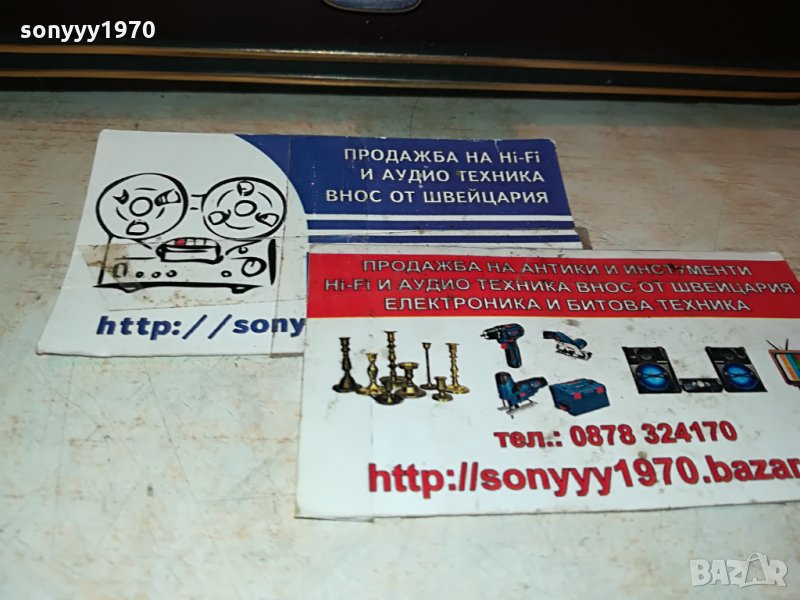 sonyyy1970
ПРОДАЖБА НА Hi-Fi
И АУДИО ТЕХНИКА
ВНОС ОТ ШВЕЙЦАРИЯ
http://sony
ПРОДАЖБА НА АНТИКИ И ИНСТУМЕНТИ
Hi-Fi И АУДИО ТЕХНИКА ВНОС ОТ ШВЕЙЦАРИЯ
ЕЛЕКТРОНИКА И БИТОВА ТЕХНИКА
тел.: 0878 324170
http://sonyyy1970.bazar
BAZAR